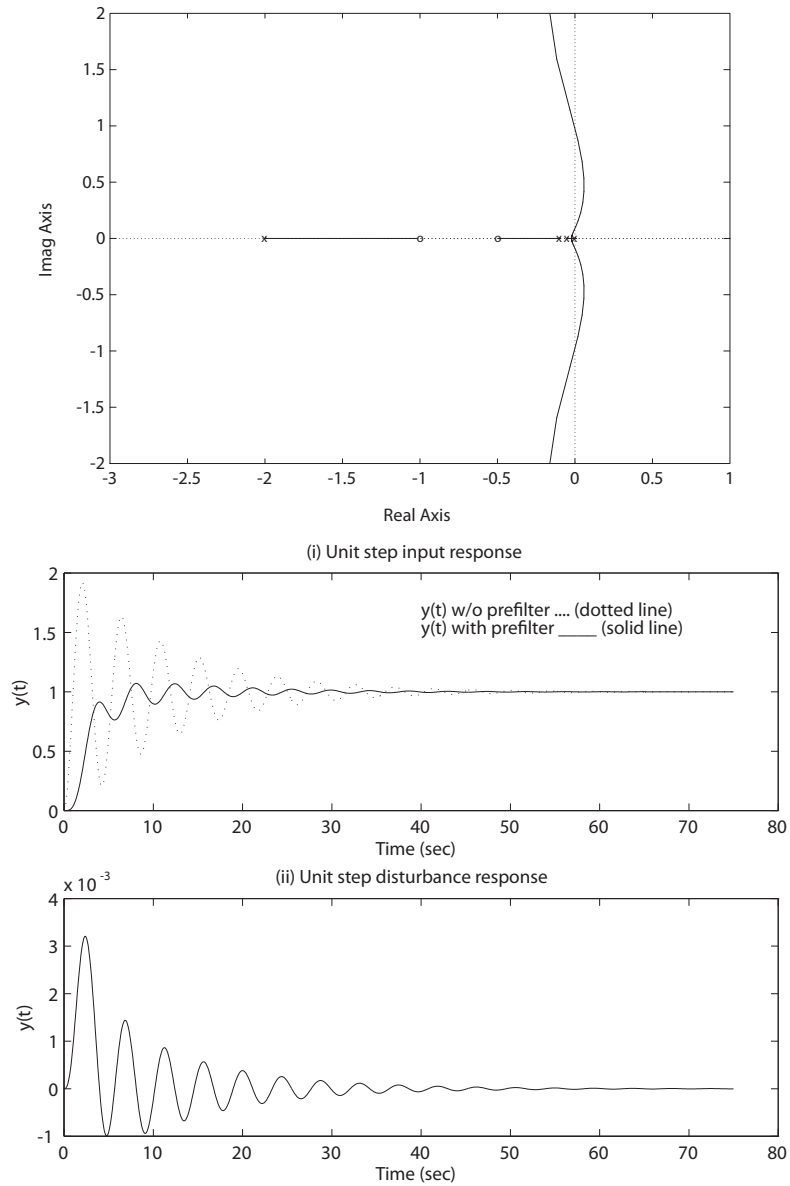 2
1.5
1
0.5
0
-0.5
-1
-1.5
-2
Imag Axis
-3 -2.5 -2 -1.5 -1 -0.5 0 0.5 1
Real Axis
(i) Unit step input response
2
1.5
1
0.5
0
y(t)
y(t) w/o prefilter .... (dotted line)
y(t) with prefilter ____ (solid line)
0 10 20 30 40 50 60 70 80
Time (sec)
(ii) Unit step disturbance response
x 10 -3
4
3
2
1
0
-1
y(t)
0 10 20 30 40 50 60 70 80
Time (sec)